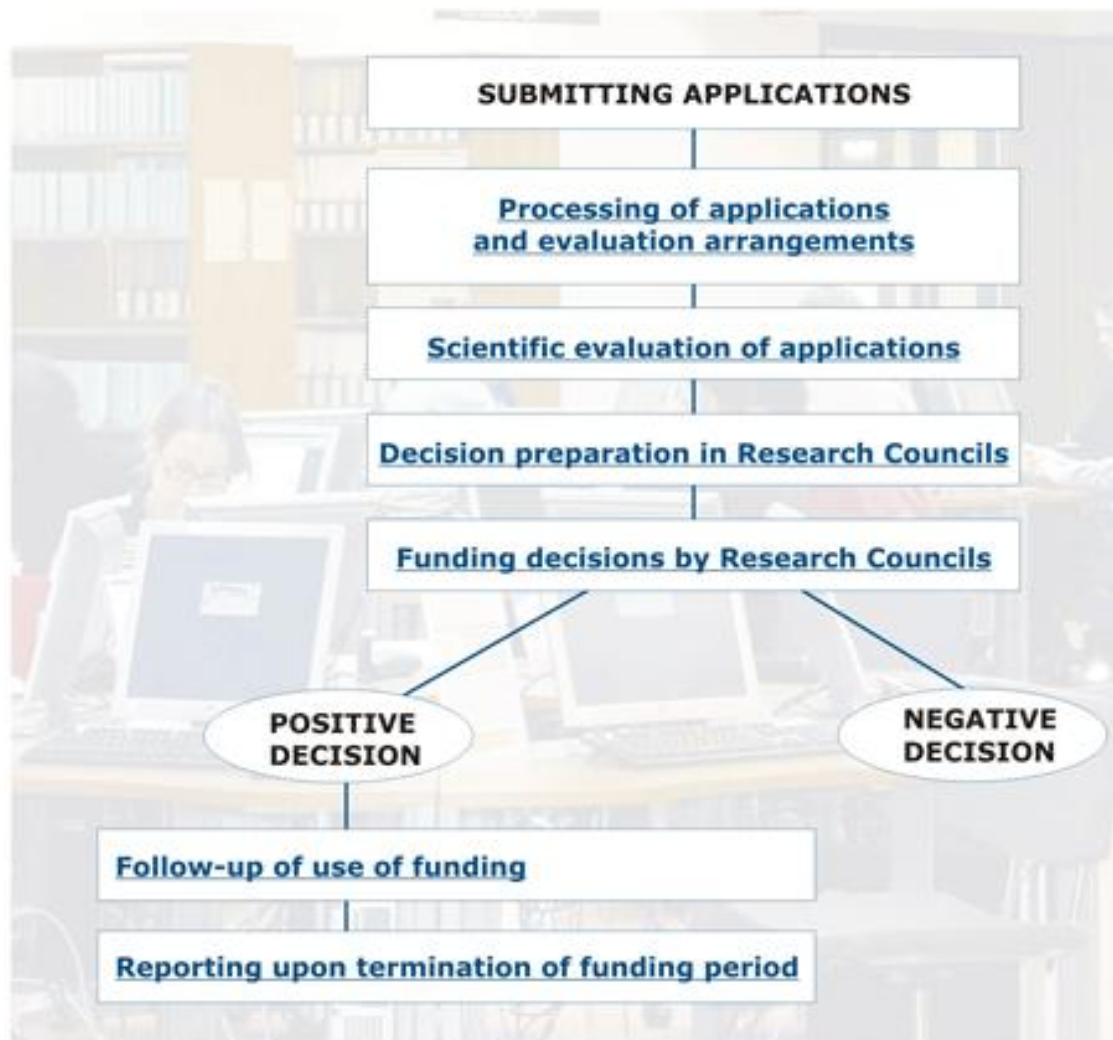 SUBMITTING APPLICATIONS
Processing of applications
and evaluation arrangements
Scientific evaluation of applications
Decision preparation in Research Councils
Funding decisions by Research Councils
POSITIVE
DECISION
NEGATIVE
DECISION
Follow-up of use of funding
Reporting upon termination of funding period